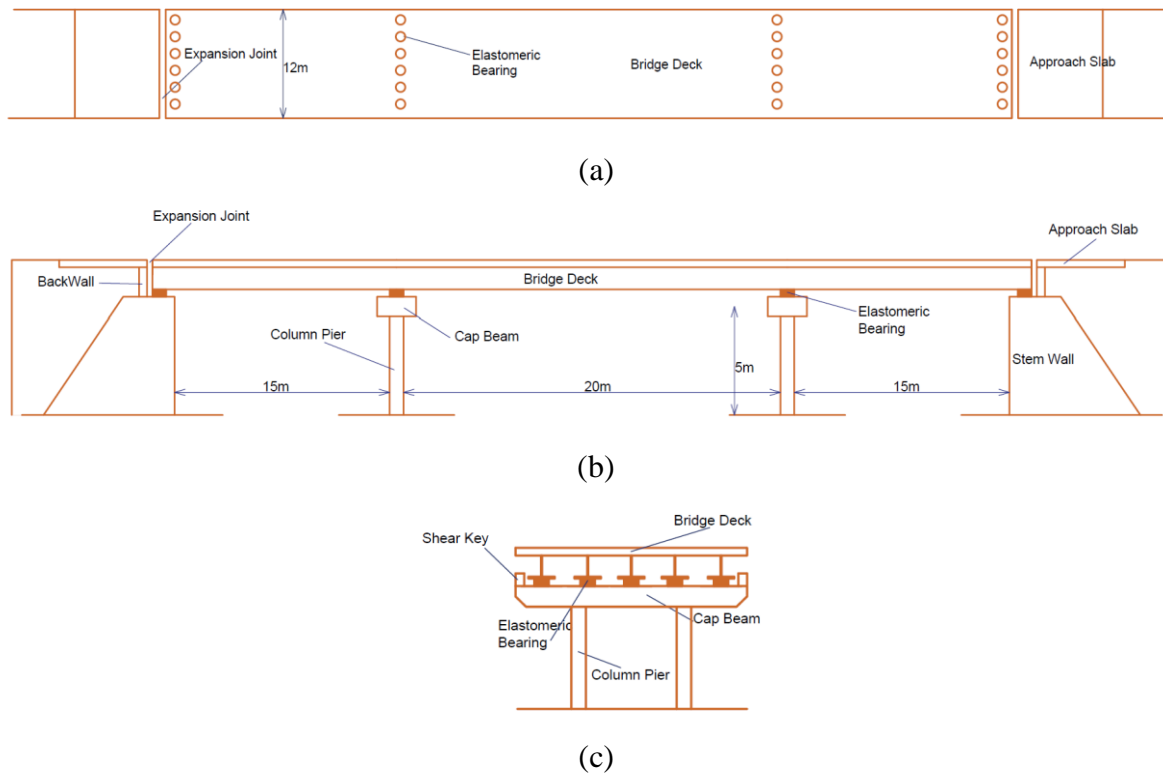 Expansion Joint
12m
Elastomeric
Bearing
Bridge Deck
Approach Slab
(a)
Expansion Joint
Approach Slab
BackWall
Bridge Deck
Elastomeric
Bearing
Column Pier
Cap Beam
5m
Stem Wall
15m
20m
15m
(b)
Bridge Deck
Shear Key
Elastomeric
Bearing
Cap Beam
Column Pier
(c)